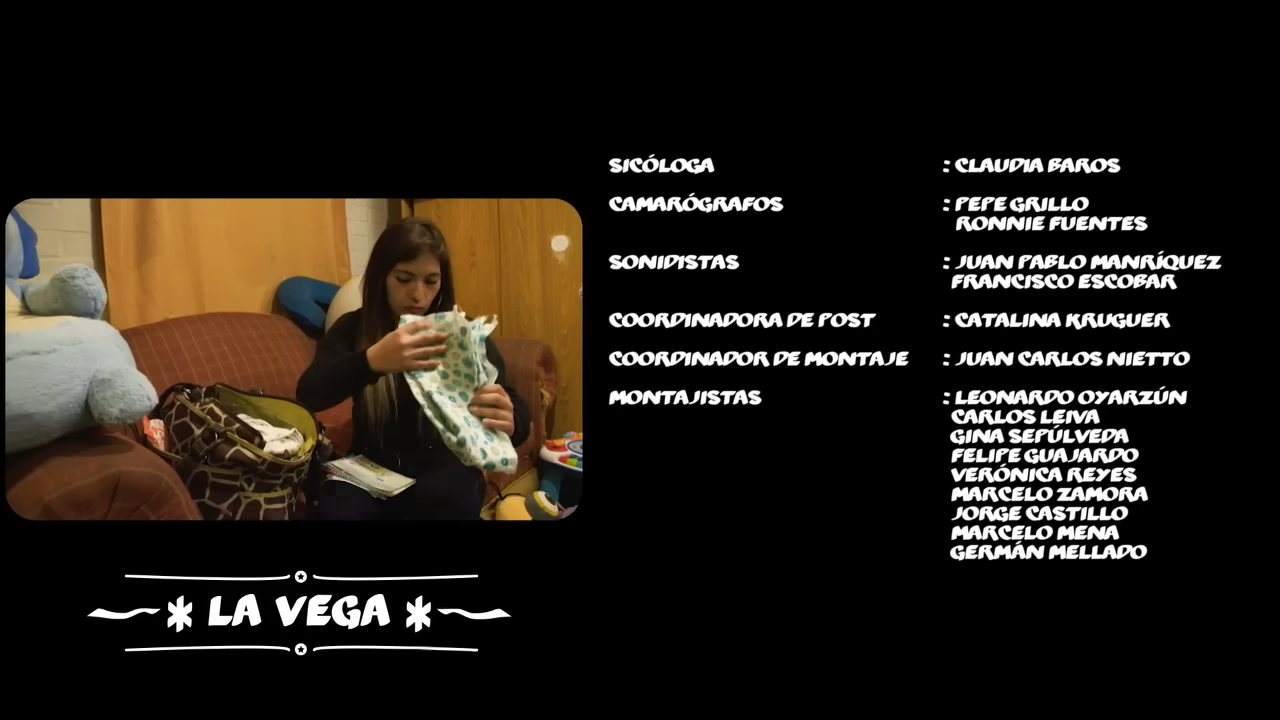 SICÓLOGA : CLAUDIA BAROS
CAMARÓGRAFOS : PEPE GRILLO
RONNIE FUENTES
SONIDISTAS : JUAN PABLO MANRÍQUEZ
FRANCISCO ESCOBAR
COORDINADORA DE POST : CATALINA KRUGUER
COORDINADOR DE MONTAJE : JUAN CARLOS NIETTO
MONTAJISTAS : LEONARDO OYARZÚN
CARLOS LEIVA
GINA SEPÚLVEDA
FELIPE GUAJARDO
VERÓNICA REYES
MARCELO ZAMORA
JORGE CASTILLO
MARCELO MENA
GERMÁN MELLADO
LA VEGA